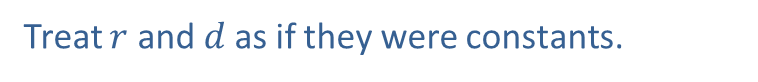 Treat r and d as if they were constants.